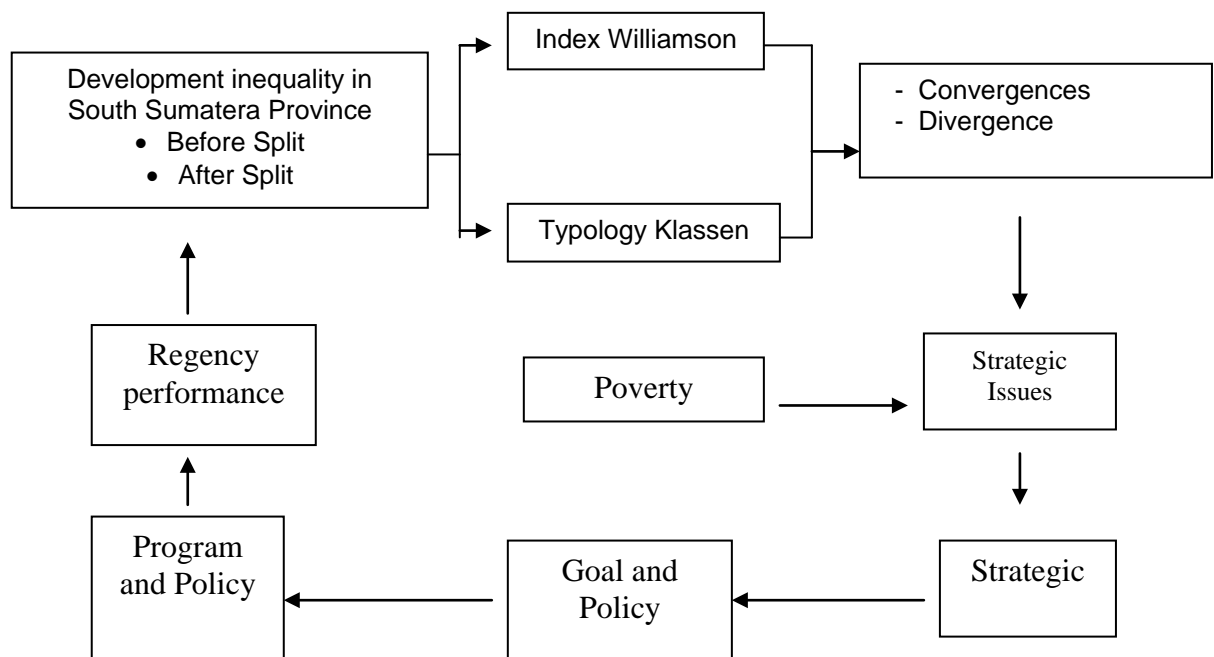 Development inequality in
South Sumatera Province
• Before Split
• After Split
Index Williamson
Typology Klassen
- Convergences
- Divergence
Regency
performance
Poverty
Strategic
Issues
Program
and Policy
Goal and
Policy
Strategic